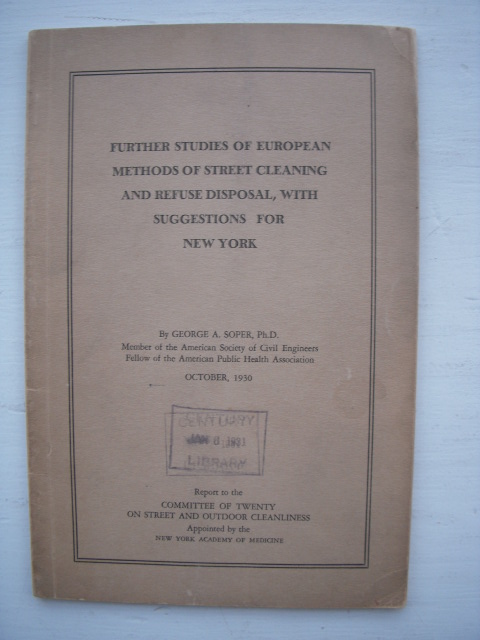 FURTHER STUDIES OF EUROPEAN
METHODS OF STREET CLEANING
AND REFUSE DISPOSAL, WITH
SUGGESTIONS FOR
NEW YORK
By GEORGE A. SOPER, Ph.D.
Member of the American Society of Civil Engineers
Fellow of the American Public Health Association
OCTOBER, 1930
CENTURY
JAN 8 1931
LIBRARY
Report to the
COMMITTEE OF TWENTY
ON STREET AND OUTDOOR CLEANLINESS
Appointed by the
NEW YORK ACADEMY OF MEDICINE